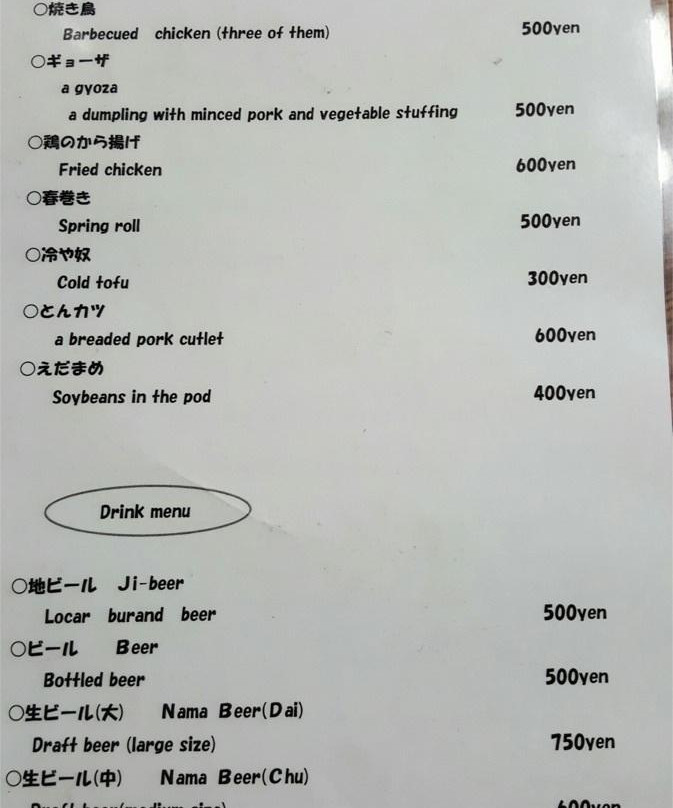 ○焼き鳥
Barbecued chicken (three of them) 500yen
○ギョーザ
a gyoza
a dumpling with minced pork and vegetable stuffing 500yen
○鶏のから揚げ
Fried chicken 600yen
○春巻き
Spring roll 500yen
○冷や奴
Cold tofu 300yen
○とんカツ
a breaded pork cutlet 600yen
○えだまめ
Soybeans in the pod 400yen
Drink menu
○地ビール Ji-beer
Locar burand beer 500yen
○ビール Beer
Bottled beer 500yen
○生ビール(大) Nama Beer(Dai)
Draft beer (large size) 750yen
○生ビール(中) Nama Beer(Chu)
Draft beer(medium size) 600yen